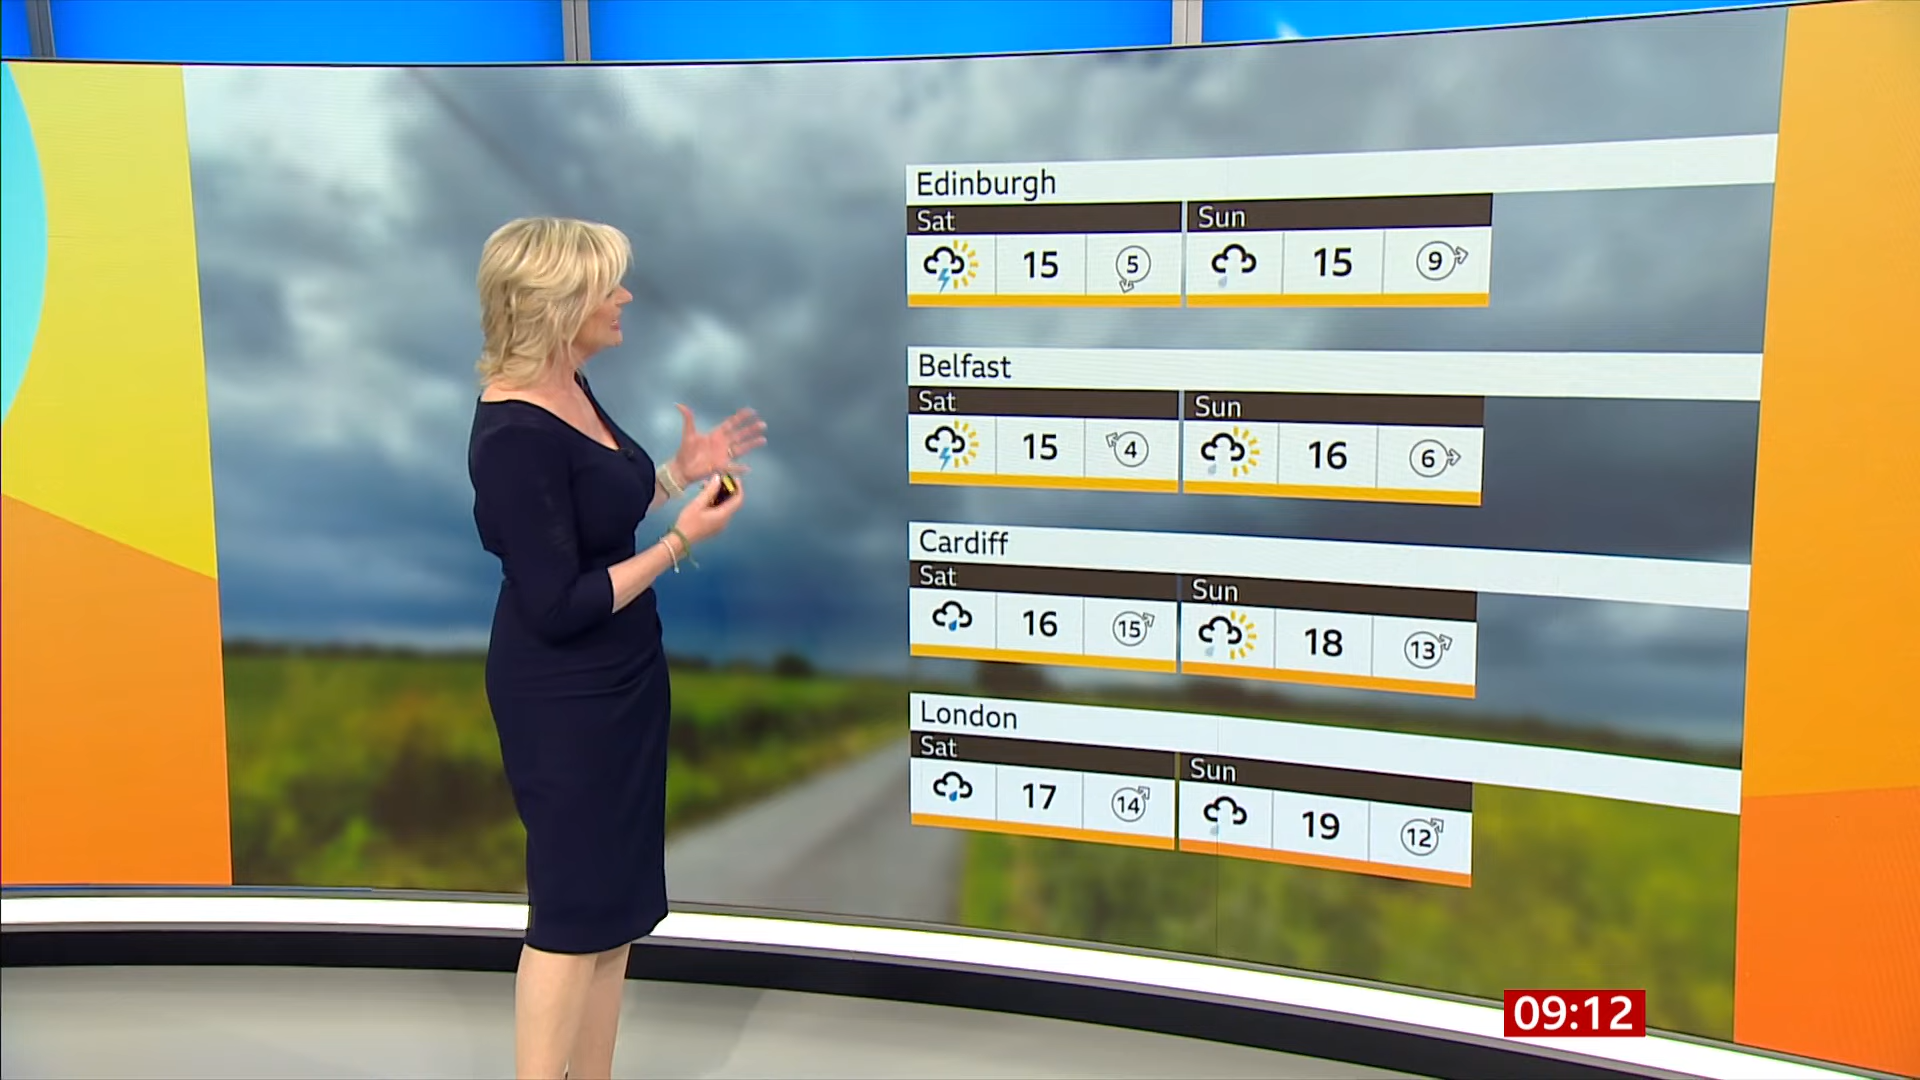 Edinburgh
Sat Sun
15 5 15 9
Belfast
Sat Sun
15 4 16 6
Cardiff
Sat Sun
16 15 18 13
London
Sat Sun
17 14 19 12
09:12